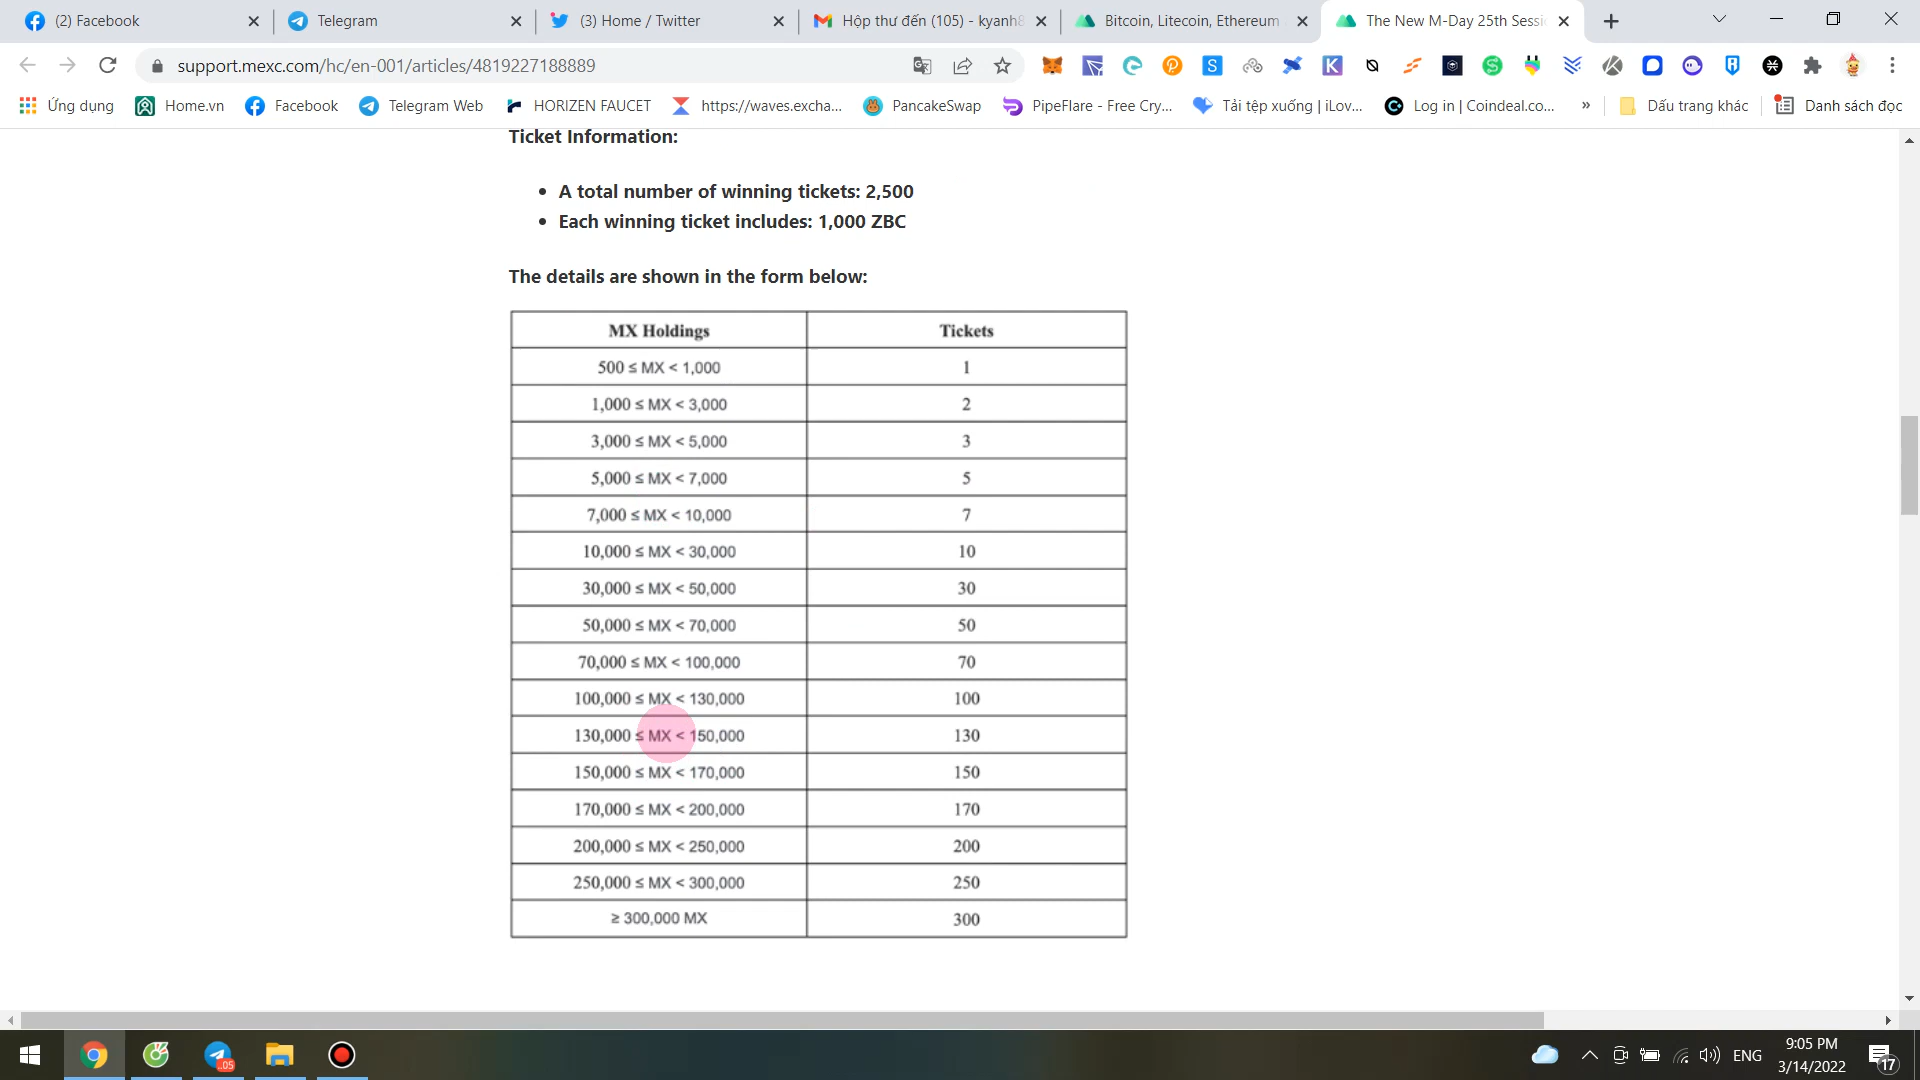 (2) Facebook
Telegram
(3) Home / Twitter
Hộp thư đến (105) - kyanh8
Bitcoin, Litecoin, Ethereum
The New M-Day 25th Sessi
support.mexc.com/hc/en-001/articles/4819227188889
Ứng dụng
Home.vn
Facebook
Telegram Web
HORIZEN FAUCET
https://waves.excha...
PancakeSwap
PipeFlare - Free Cry...
Tải tệp xuống | iLov...
Log in | Coindeal.co...
»
Dấu trang khác
Danh sách đọc
Ticket Information:
• A total number of winning tickets: 2,500
• Each winning ticket includes: 1,000 ZBC
The details are shown in the form below:
MX Holdings Tickets
500 ≤ MX < 1,000 1
1,000 ≤ MX < 3,000 2
3,000 ≤ MX < 5,000 3
5,000 ≤ MX < 7,000 5
7,000 ≤ MX < 10,000 7
10,000 ≤ MX < 30,000 10
30,000 ≤ MX < 50,000 30
50,000 ≤ MX < 70,000 50
70,000 ≤ MX < 100,000 70
100,000 ≤ MX < 130,000 100
130,000 ≤ MX < 150,000 130
150,000 ≤ MX < 170,000 150
170,000 ≤ MX < 200,000 170
200,000 ≤ MX < 250,000 200
250,000 ≤ MX < 300,000 250
≥ 300,000 MX 300
.05
ENG
9:05 PM
3/14/2022
17